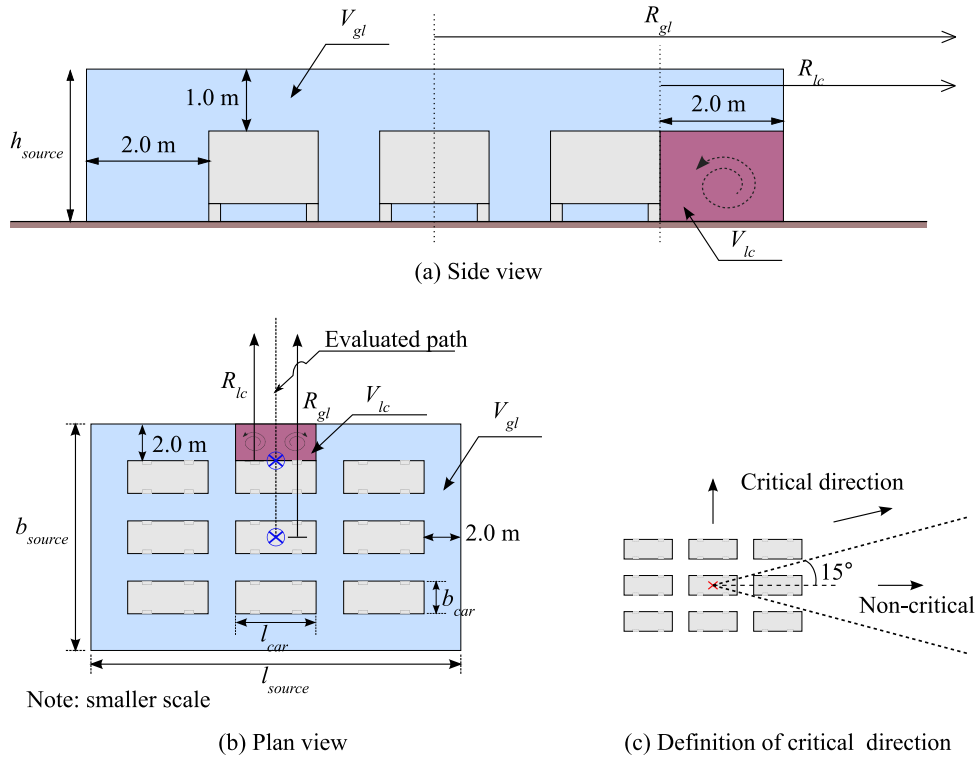 V_gl
R_gl
R_lc
1.0 m
2.0 m
h_source
2.0 m
V_lc
(a) Side view
Evaluated path
R_lc
R_gl
V_lc
V_gl
2.0 m
b_source
2.0 m
b_car
l_car
l_source
Note: smaller scale
(b) Plan view
Critical direction
15°
Non-critical
(c) Definition of critical direction